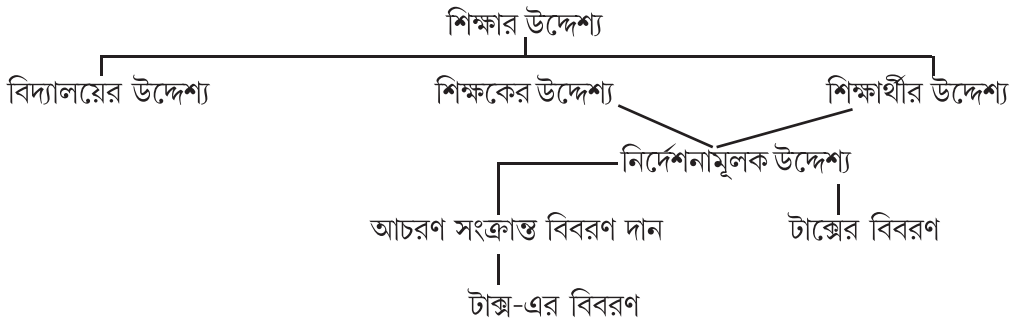 শিক্ষার উদ্দেশ্য
বিদ্যালয়ের উদ্দেশ্য শিক্ষকের উদ্দেশ্য শিক্ষার্থীর উদ্দেশ্য
নির্দেশনামূলক উদ্দেশ্য
আচরণ সংক্রান্ত বিবরণ দান টাক্সের বিবরণ
টাক্স-এর বিবরণ